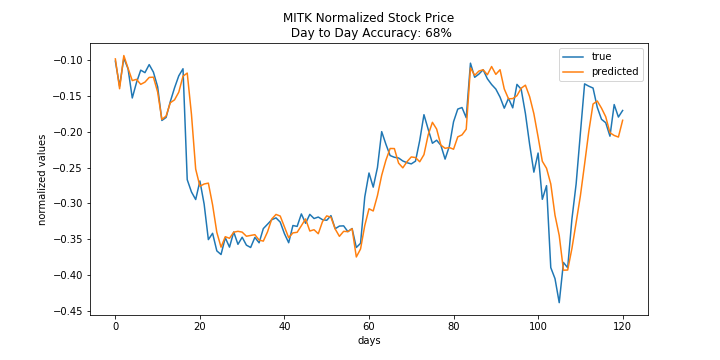 MITK Normalized Stock Price
Day to Day Accuracy: 68%
true
predicted
−0.10
−0.15
−0.20
−0.25
−0.30
−0.35
−0.40
−0.45
normalized values
0
20
40
60
80
100
120
days